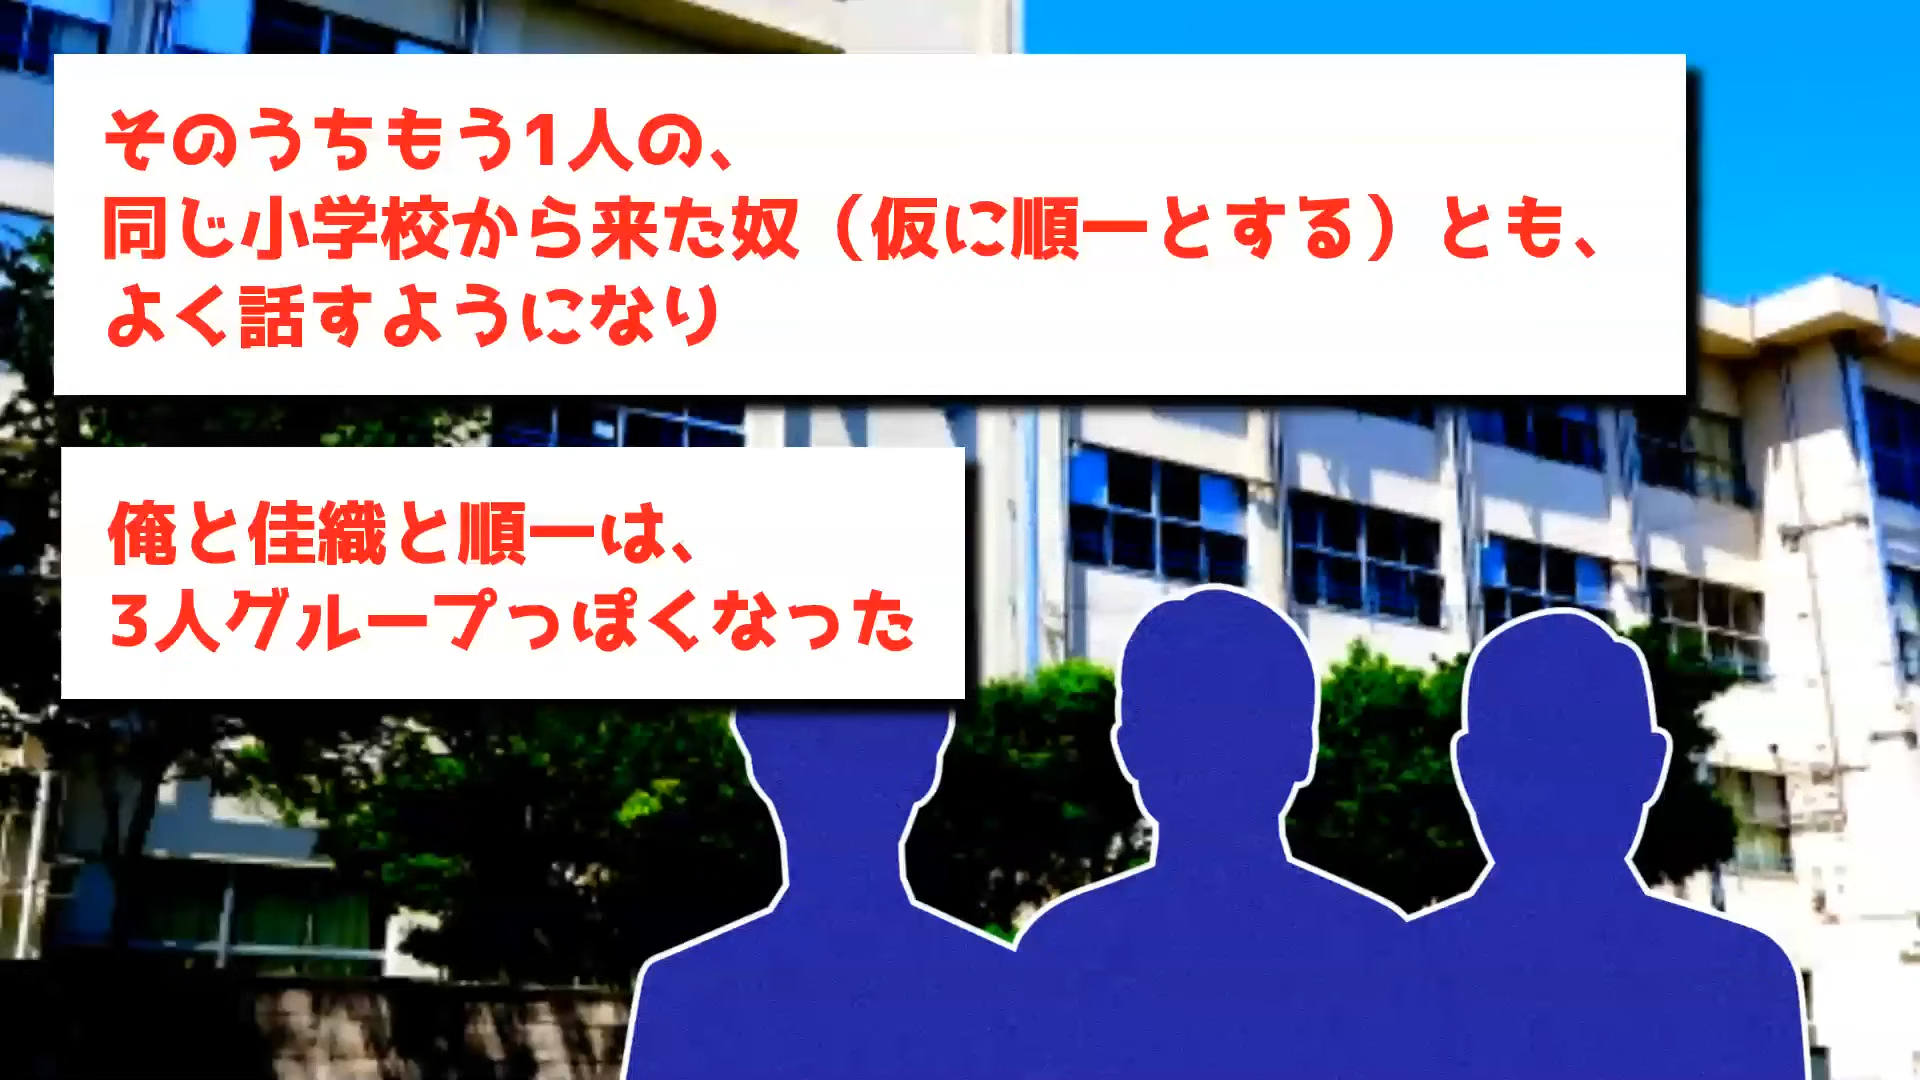 そのうちもう1人の、
同じ小学校から来た奴（仮に順一とする）とも、
よく話すようになり
俺と佳織と順一は、
3人グループっぽくなった